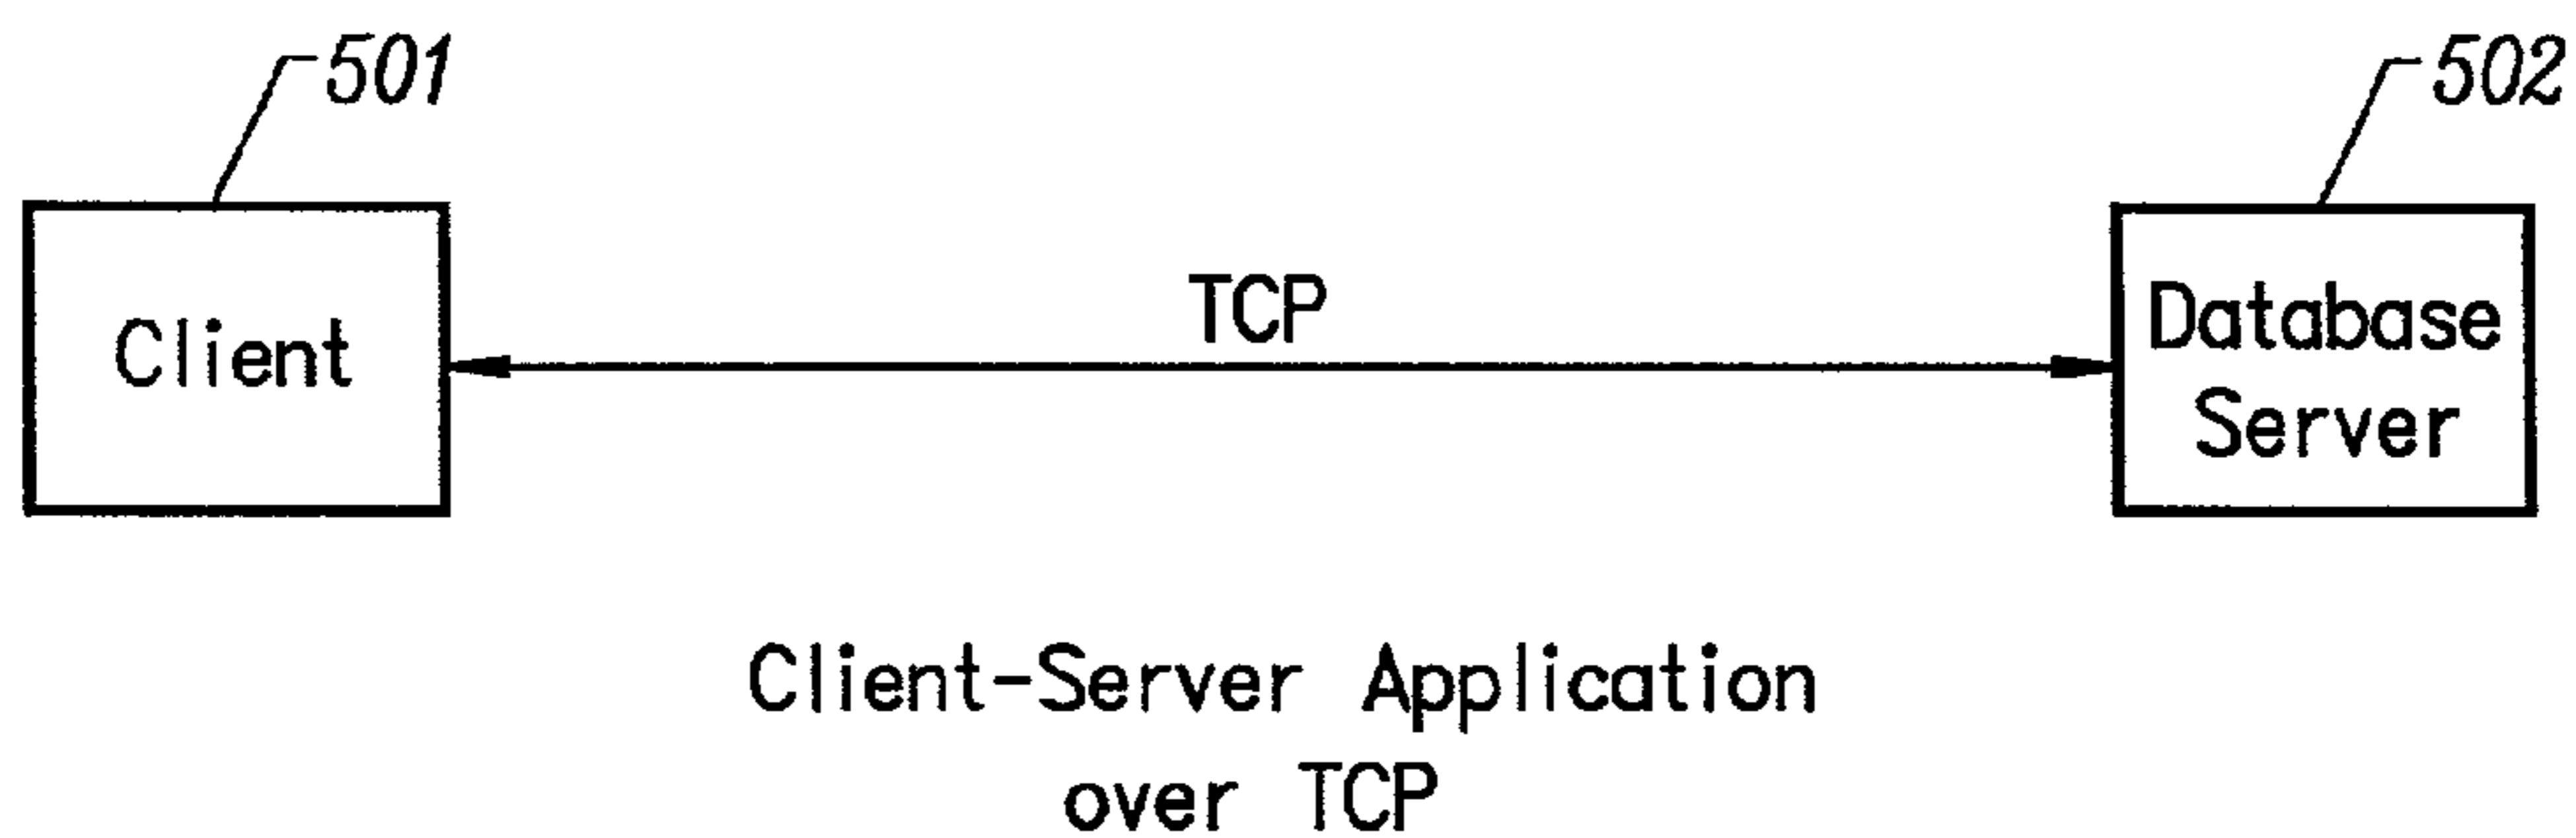 501
502
Client
TCP
Database
Server
Client-Server Application
over TCP